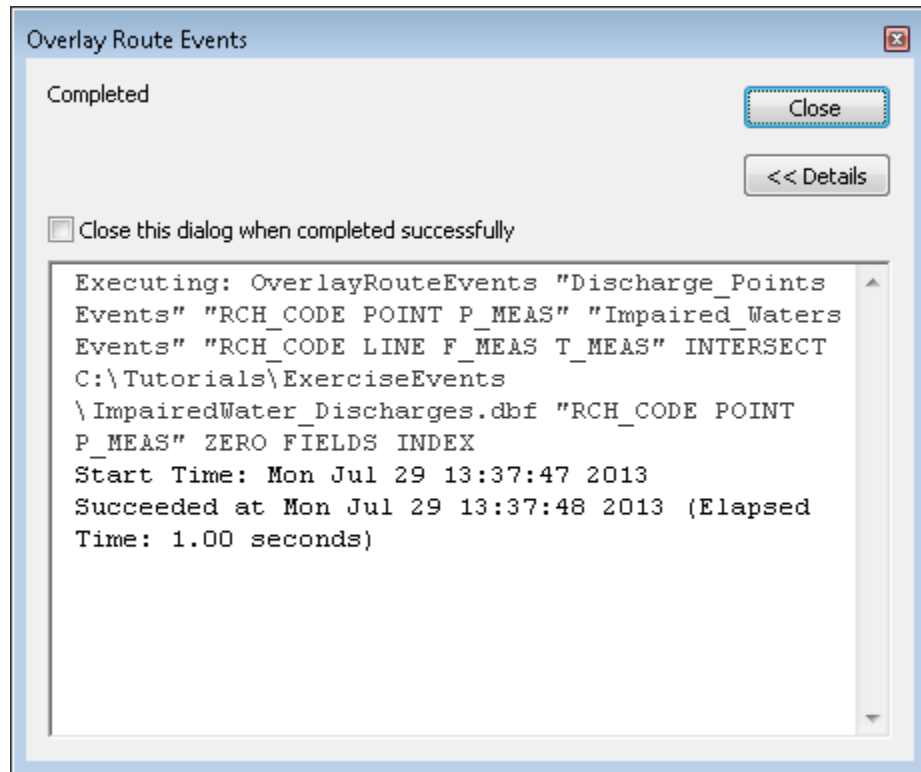 Overlay Route Events
Completed
Close
<< Details
Close this dialog when completed successfully
Executing: OverlayRouteEvents "Discharge_Points
Events" "RCH_CODE POINT P_MEAS" "Impaired_Waters
Events" "RCH_CODE LINE F_MEAS T_MEAS" INTERSECT
C:\Tutorials\ExerciseEvents
\ImpairedWater_Discharges.dbf "RCH_CODE POINT
P_MEAS" ZERO FIELDS INDEX
Start Time: Mon Jul 29 13:37:47 2013
Succeeded at Mon Jul 29 13:37:48 2013 (Elapsed
Time: 1.00 seconds)